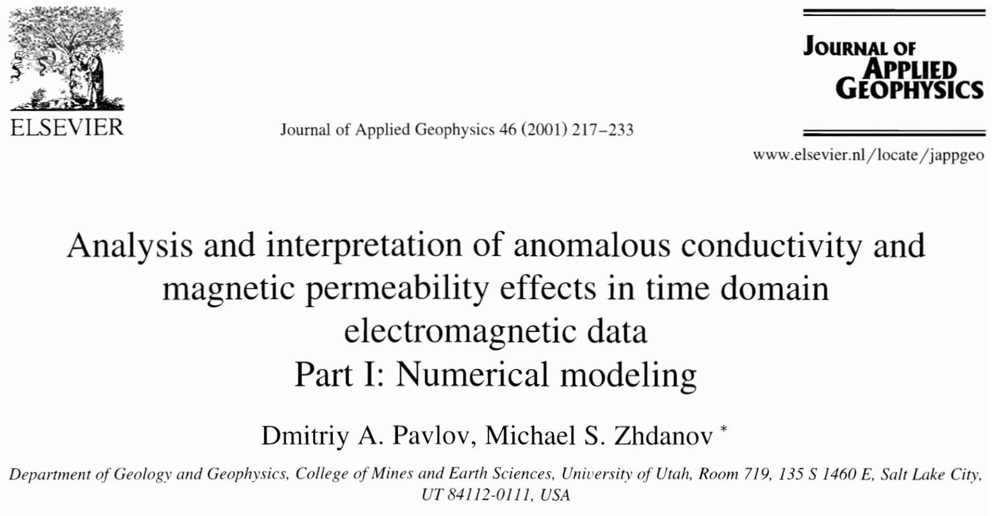 JOURNAL OF
APPLIED
GEOPHYSICS
ELSEVIER
Journal of Applied Geophysics 46 (2001) 217–233
www.elsevier.nl/locate/jappgeo
Analysis and interpretation of anomalous conductivity and
magnetic permeability effects in time domain
electromagnetic data
Part I: Numerical modeling
Dmitriy A. Pavlov, Michael S. Zhdanov *
Department of Geology and Geophysics, College of Mines and Earth Sciences, University of Utah, Room 719, 135 S 1460 E, Salt Lake City,
UT 84112-0111, USA